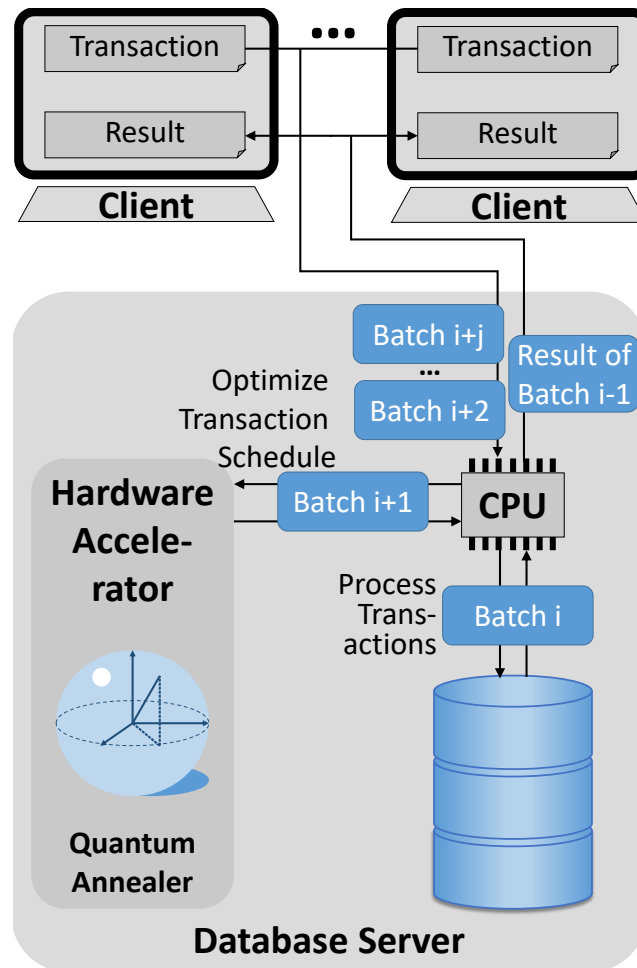 Transaction
Transaction
Result
Result
Client
Client
Batch i+j
...
Batch i+2
Result of
Batch i-1
Optimize
Transaction
Schedule
Batch i+1
CPU
Hardware
Accele-
rator
Process
Trans-
actions
Batch i
Quantum
Annealer
Database Server